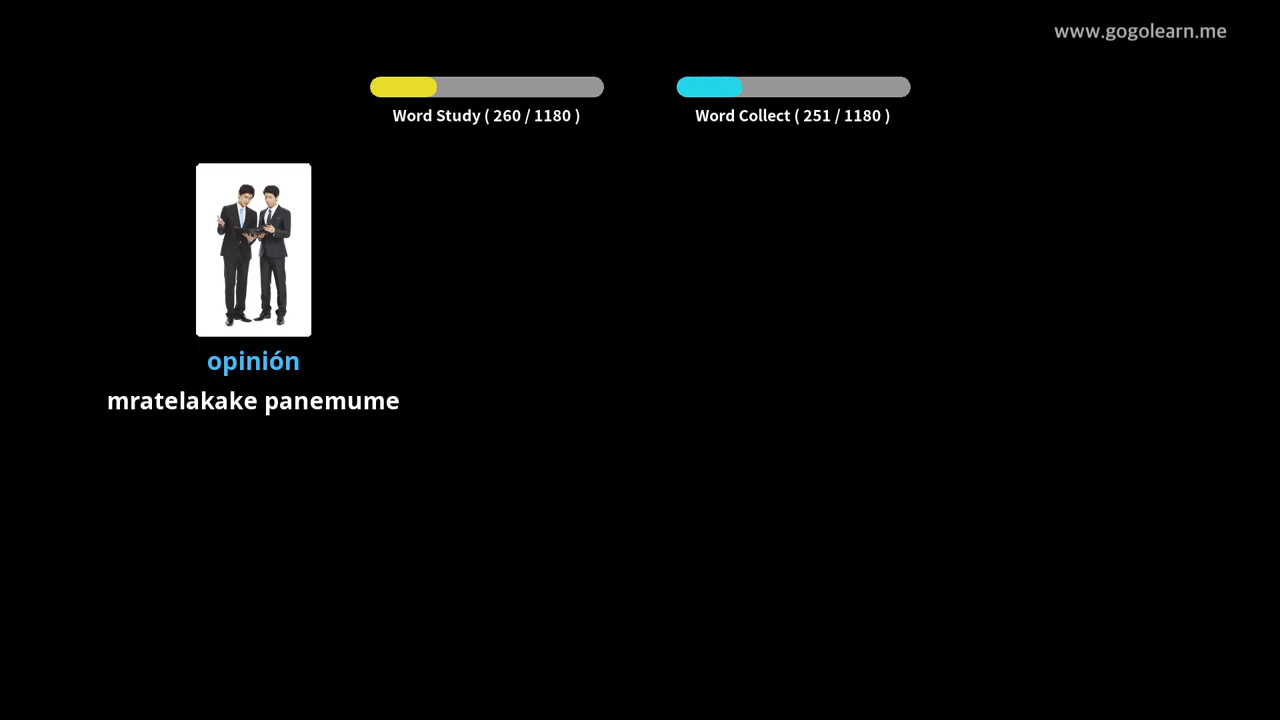 www.gogolearn.me
Word Study ( 260 / 1180 )
Word Collect ( 251 / 1180 )
opinión
mratelakake panemume